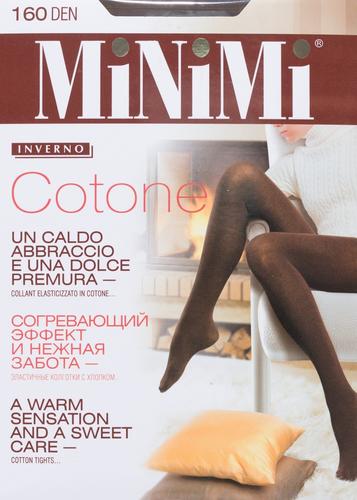 160 DEN
MiNiMi®
INVERNO
Cotone
UN CALDO
ABBRACCIO
E UNA DOLCE
PREMURA —
COLLANT ELASTICIZZATO IN COTONE...
СОГРЕВАЮЩИЙ
ЭФФЕКТ
И НЕЖНАЯ
ЗАБОТА —
ЭЛАСТИЧНЫЕ КОЛГОТКИ С ХЛОПКОМ...
A WARM
SENSATION
AND A SWEET
CARE —
COTTON TIGHTS...